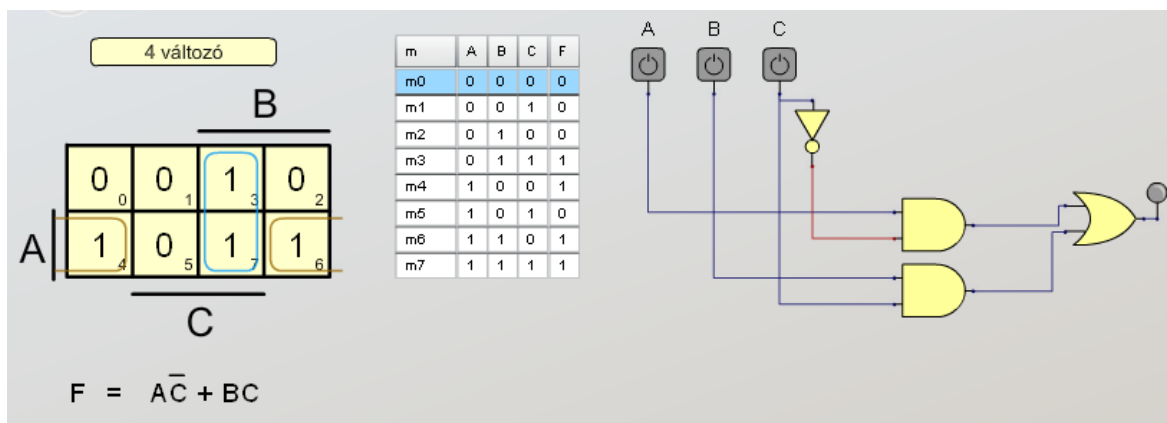 4 változó
B
0 0 0 1 1 3 0 2
A 1 4 0 5 1 7 1 6
C
F = AC̅ + BC
m A B C F
m0 0 0 0 0
m1 0 0 1 0
m2 0 1 0 0
m3 0 1 1 1
m4 1 0 0 1
m5 1 0 1 0
m6 1 1 0 1
m7 1 1 1 1
A B C